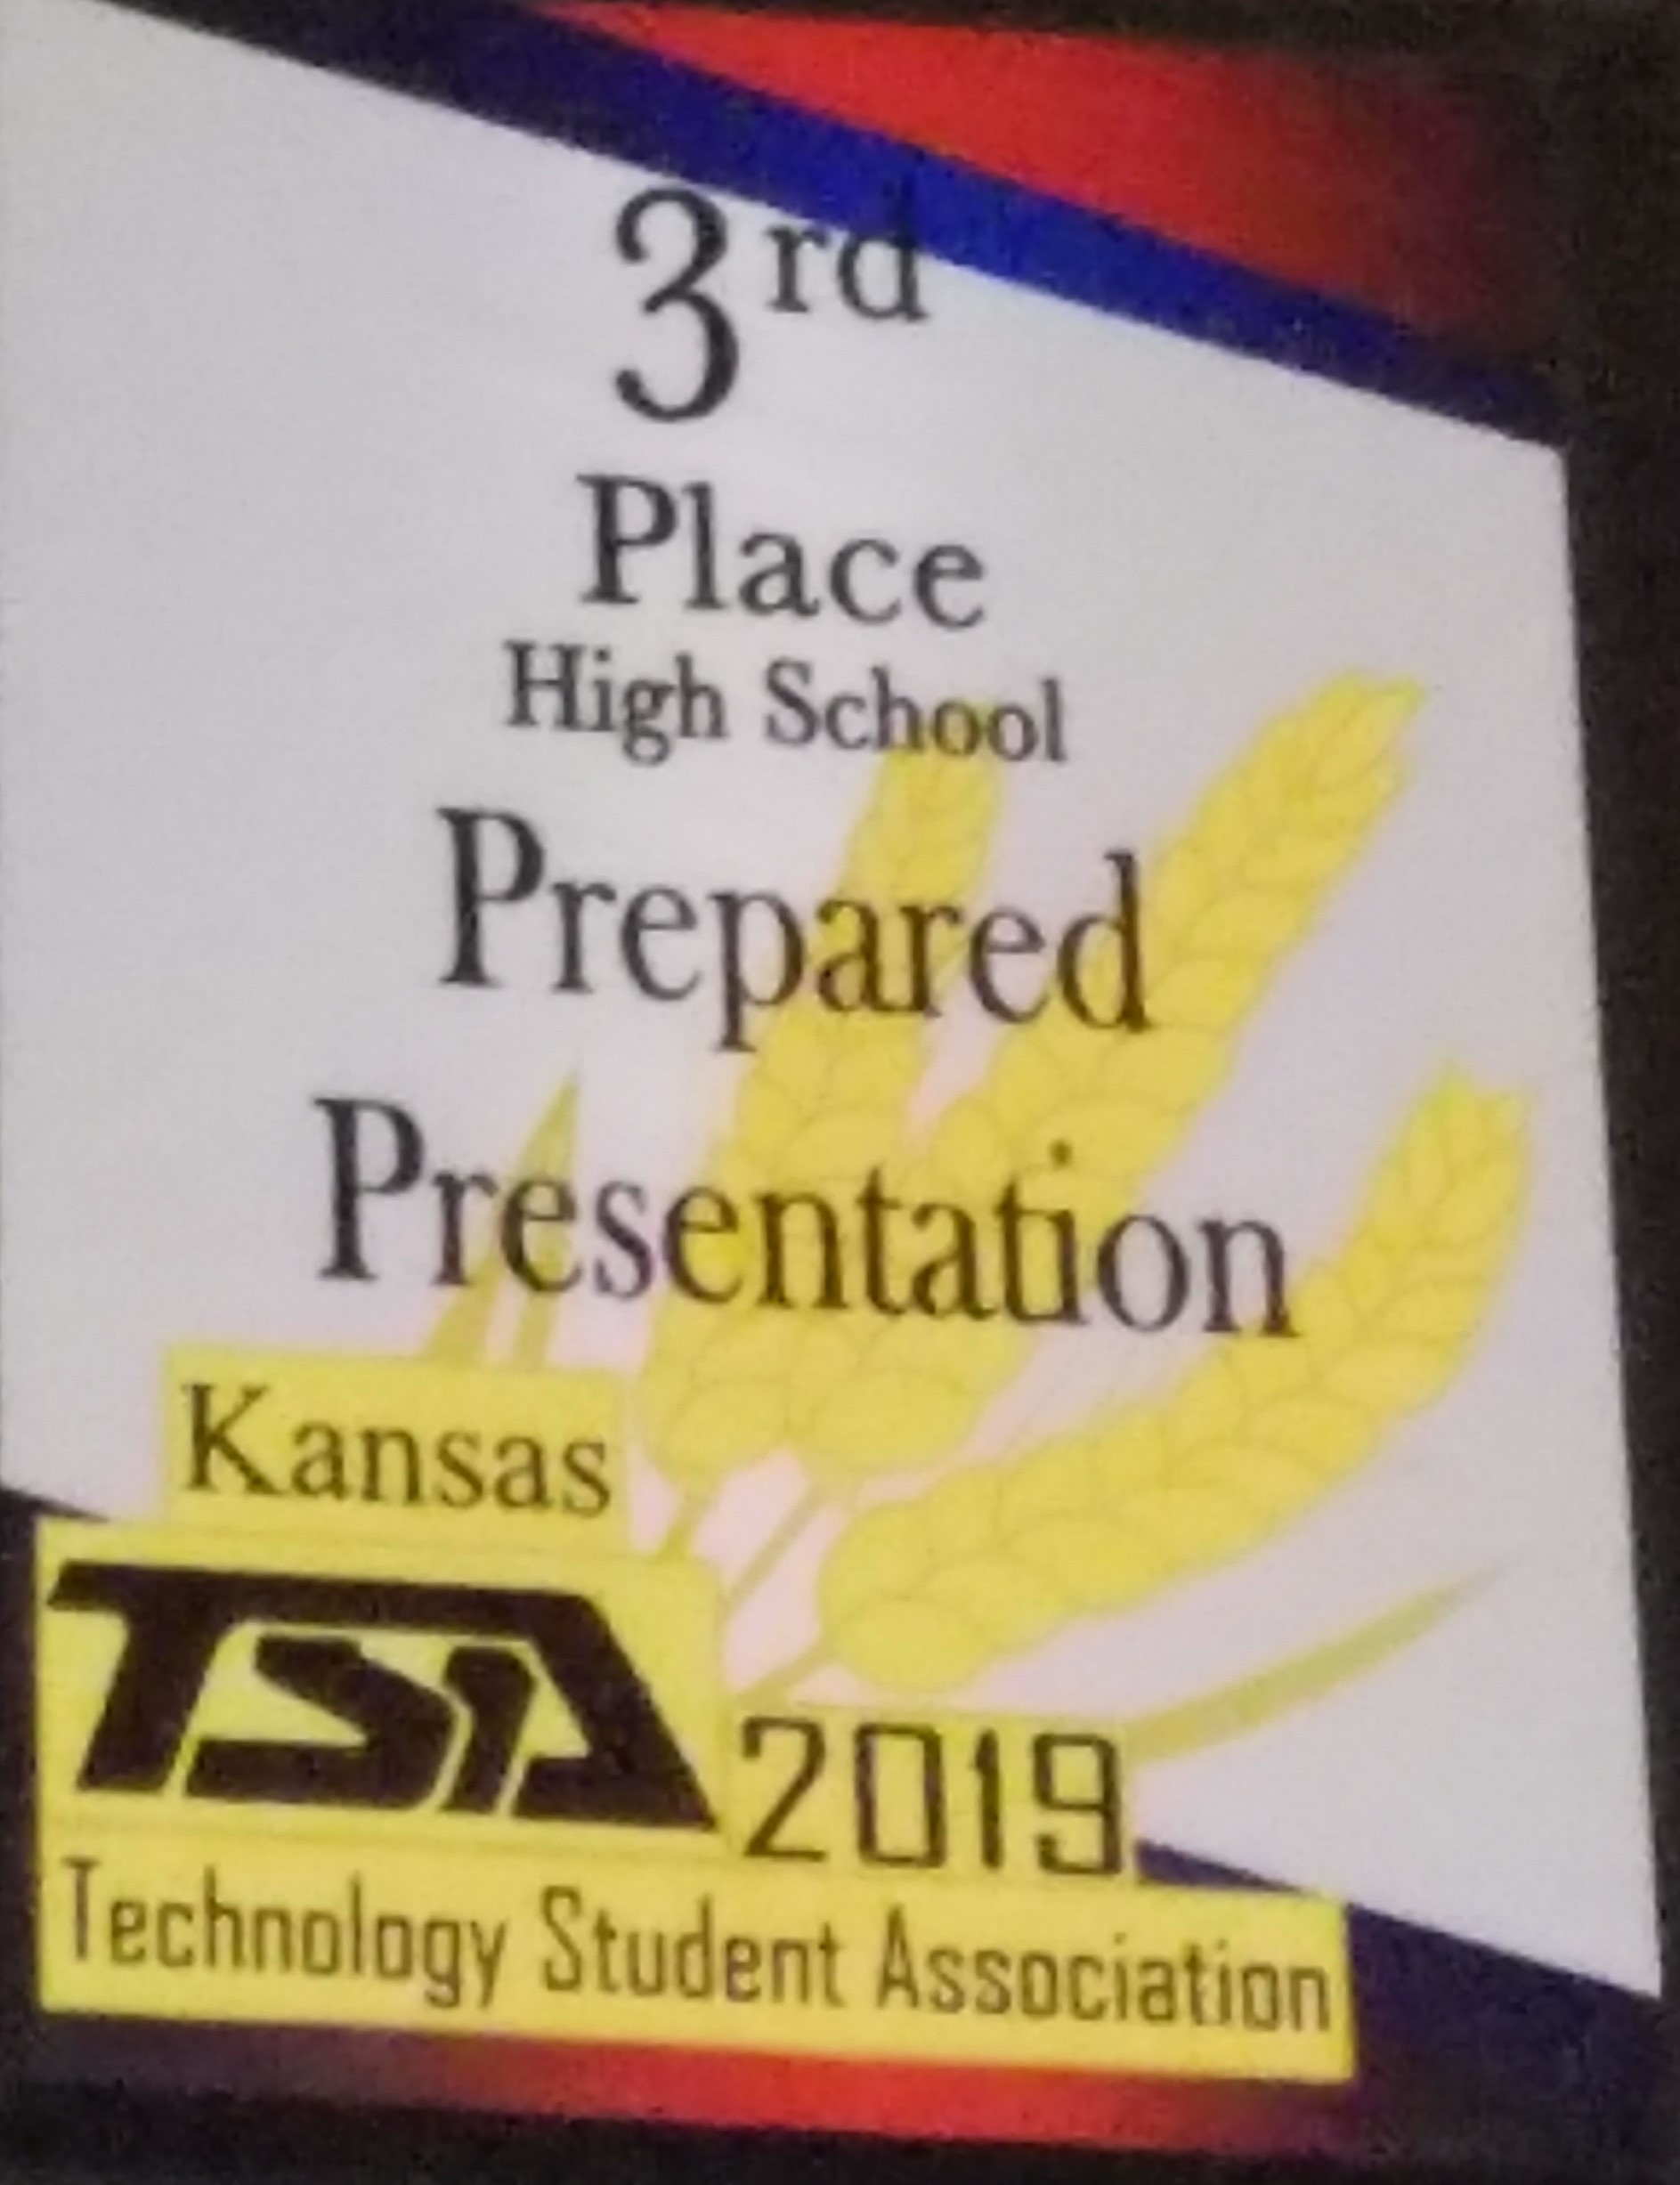 3rd
Place
High School
Prepared
Presentation
Kansas
TSA 2019
Technology Student Association